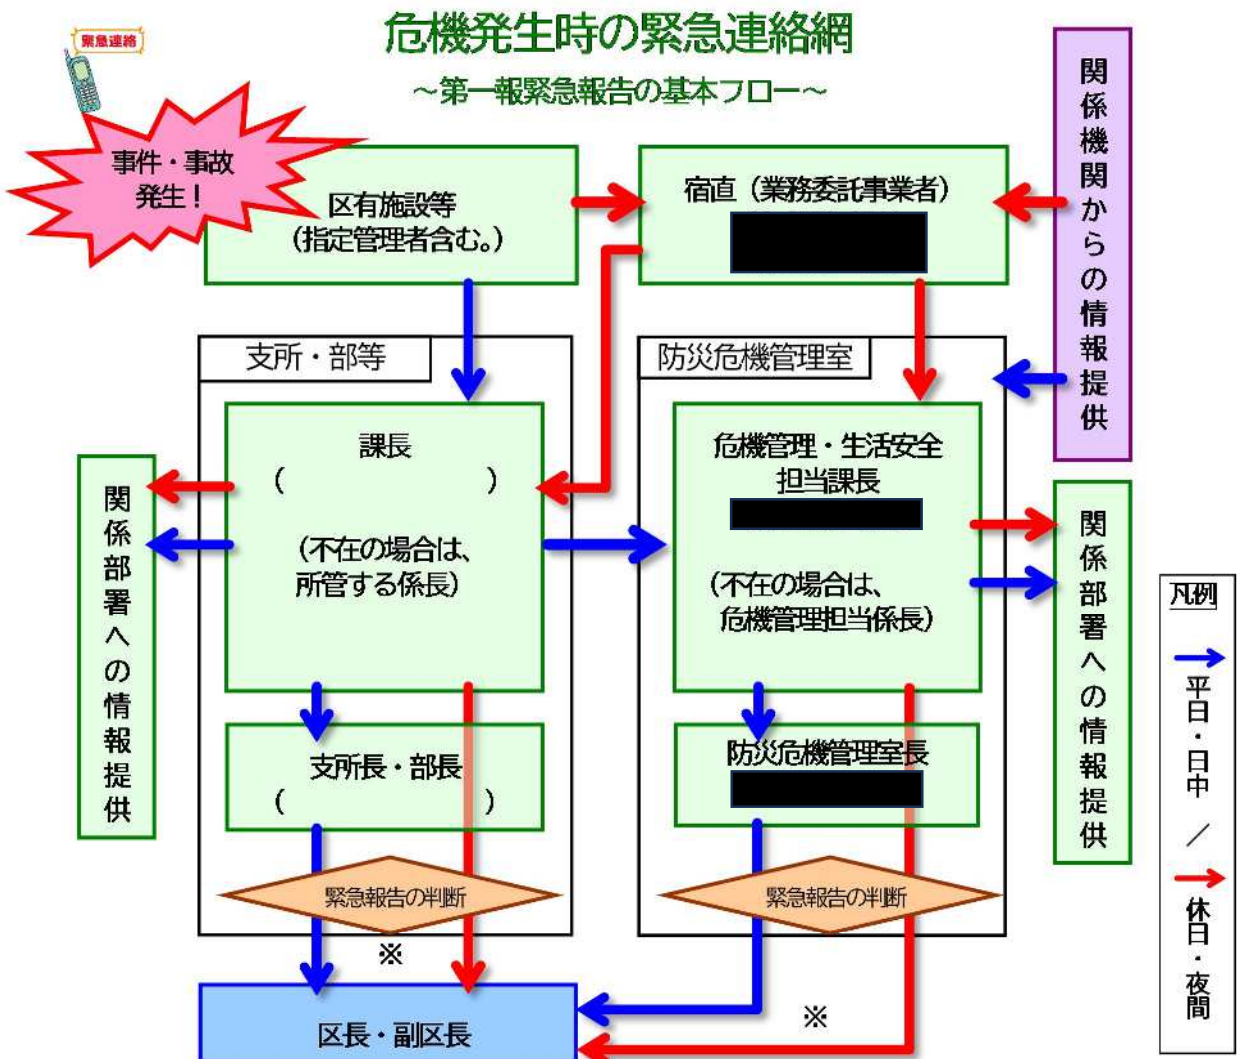 危機発生時の緊急連絡網
～第一報緊急報告の基本フロー～
緊急連絡
事件・事故
発生！
区有施設等
（指定管理者含む。）
宿直（業務委託事業者）
関係機関からの情報提供
支所・部等
課長
（　　　　　　　）
（不在の場合は、
所管する係長）
支所長・部長
（　　　　　　　）
緊急報告の判断
※
関係部署への情報提供
防災危機管理室
危機管理・生活安全
担当課長
（不在の場合は、
危機管理担当係長）
防災危機管理室長
緊急報告の判断
※
関係部署への情報提供
区長・副区長
凡例
平日・日中
／
休日・夜間